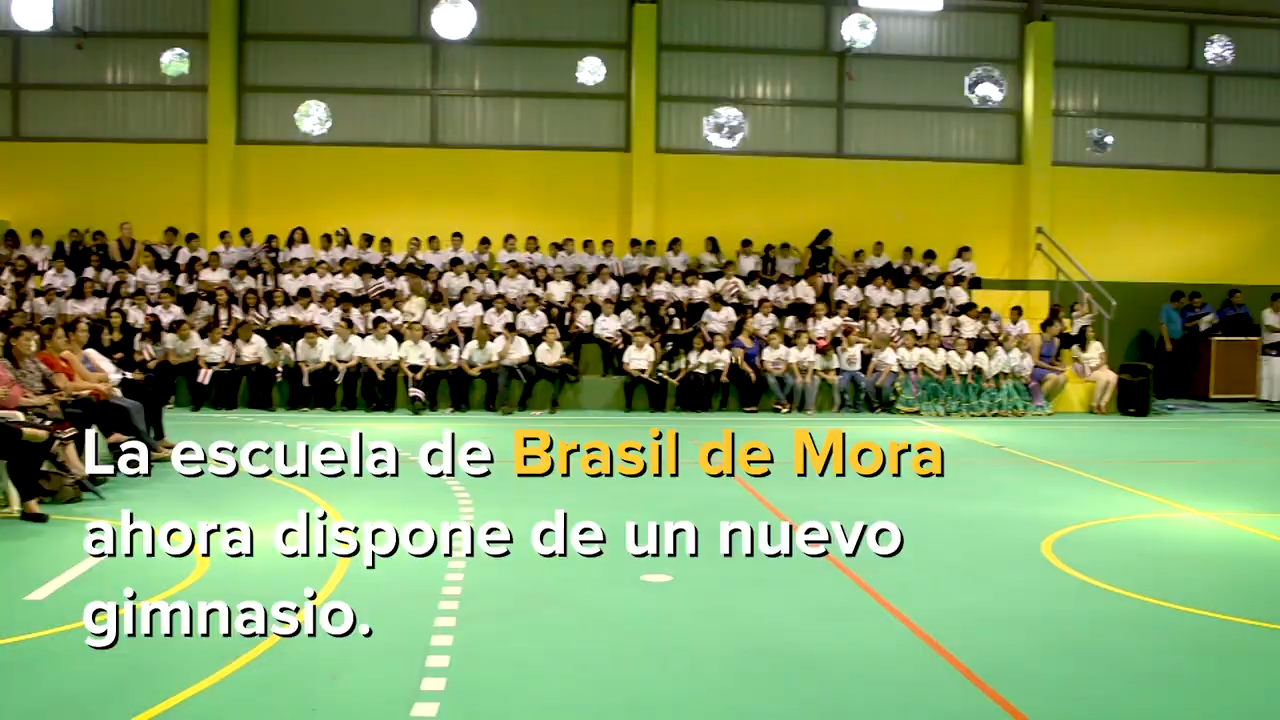 La escuela de Brasil de Mora
ahora dispone de un nuevo
gimnasio.